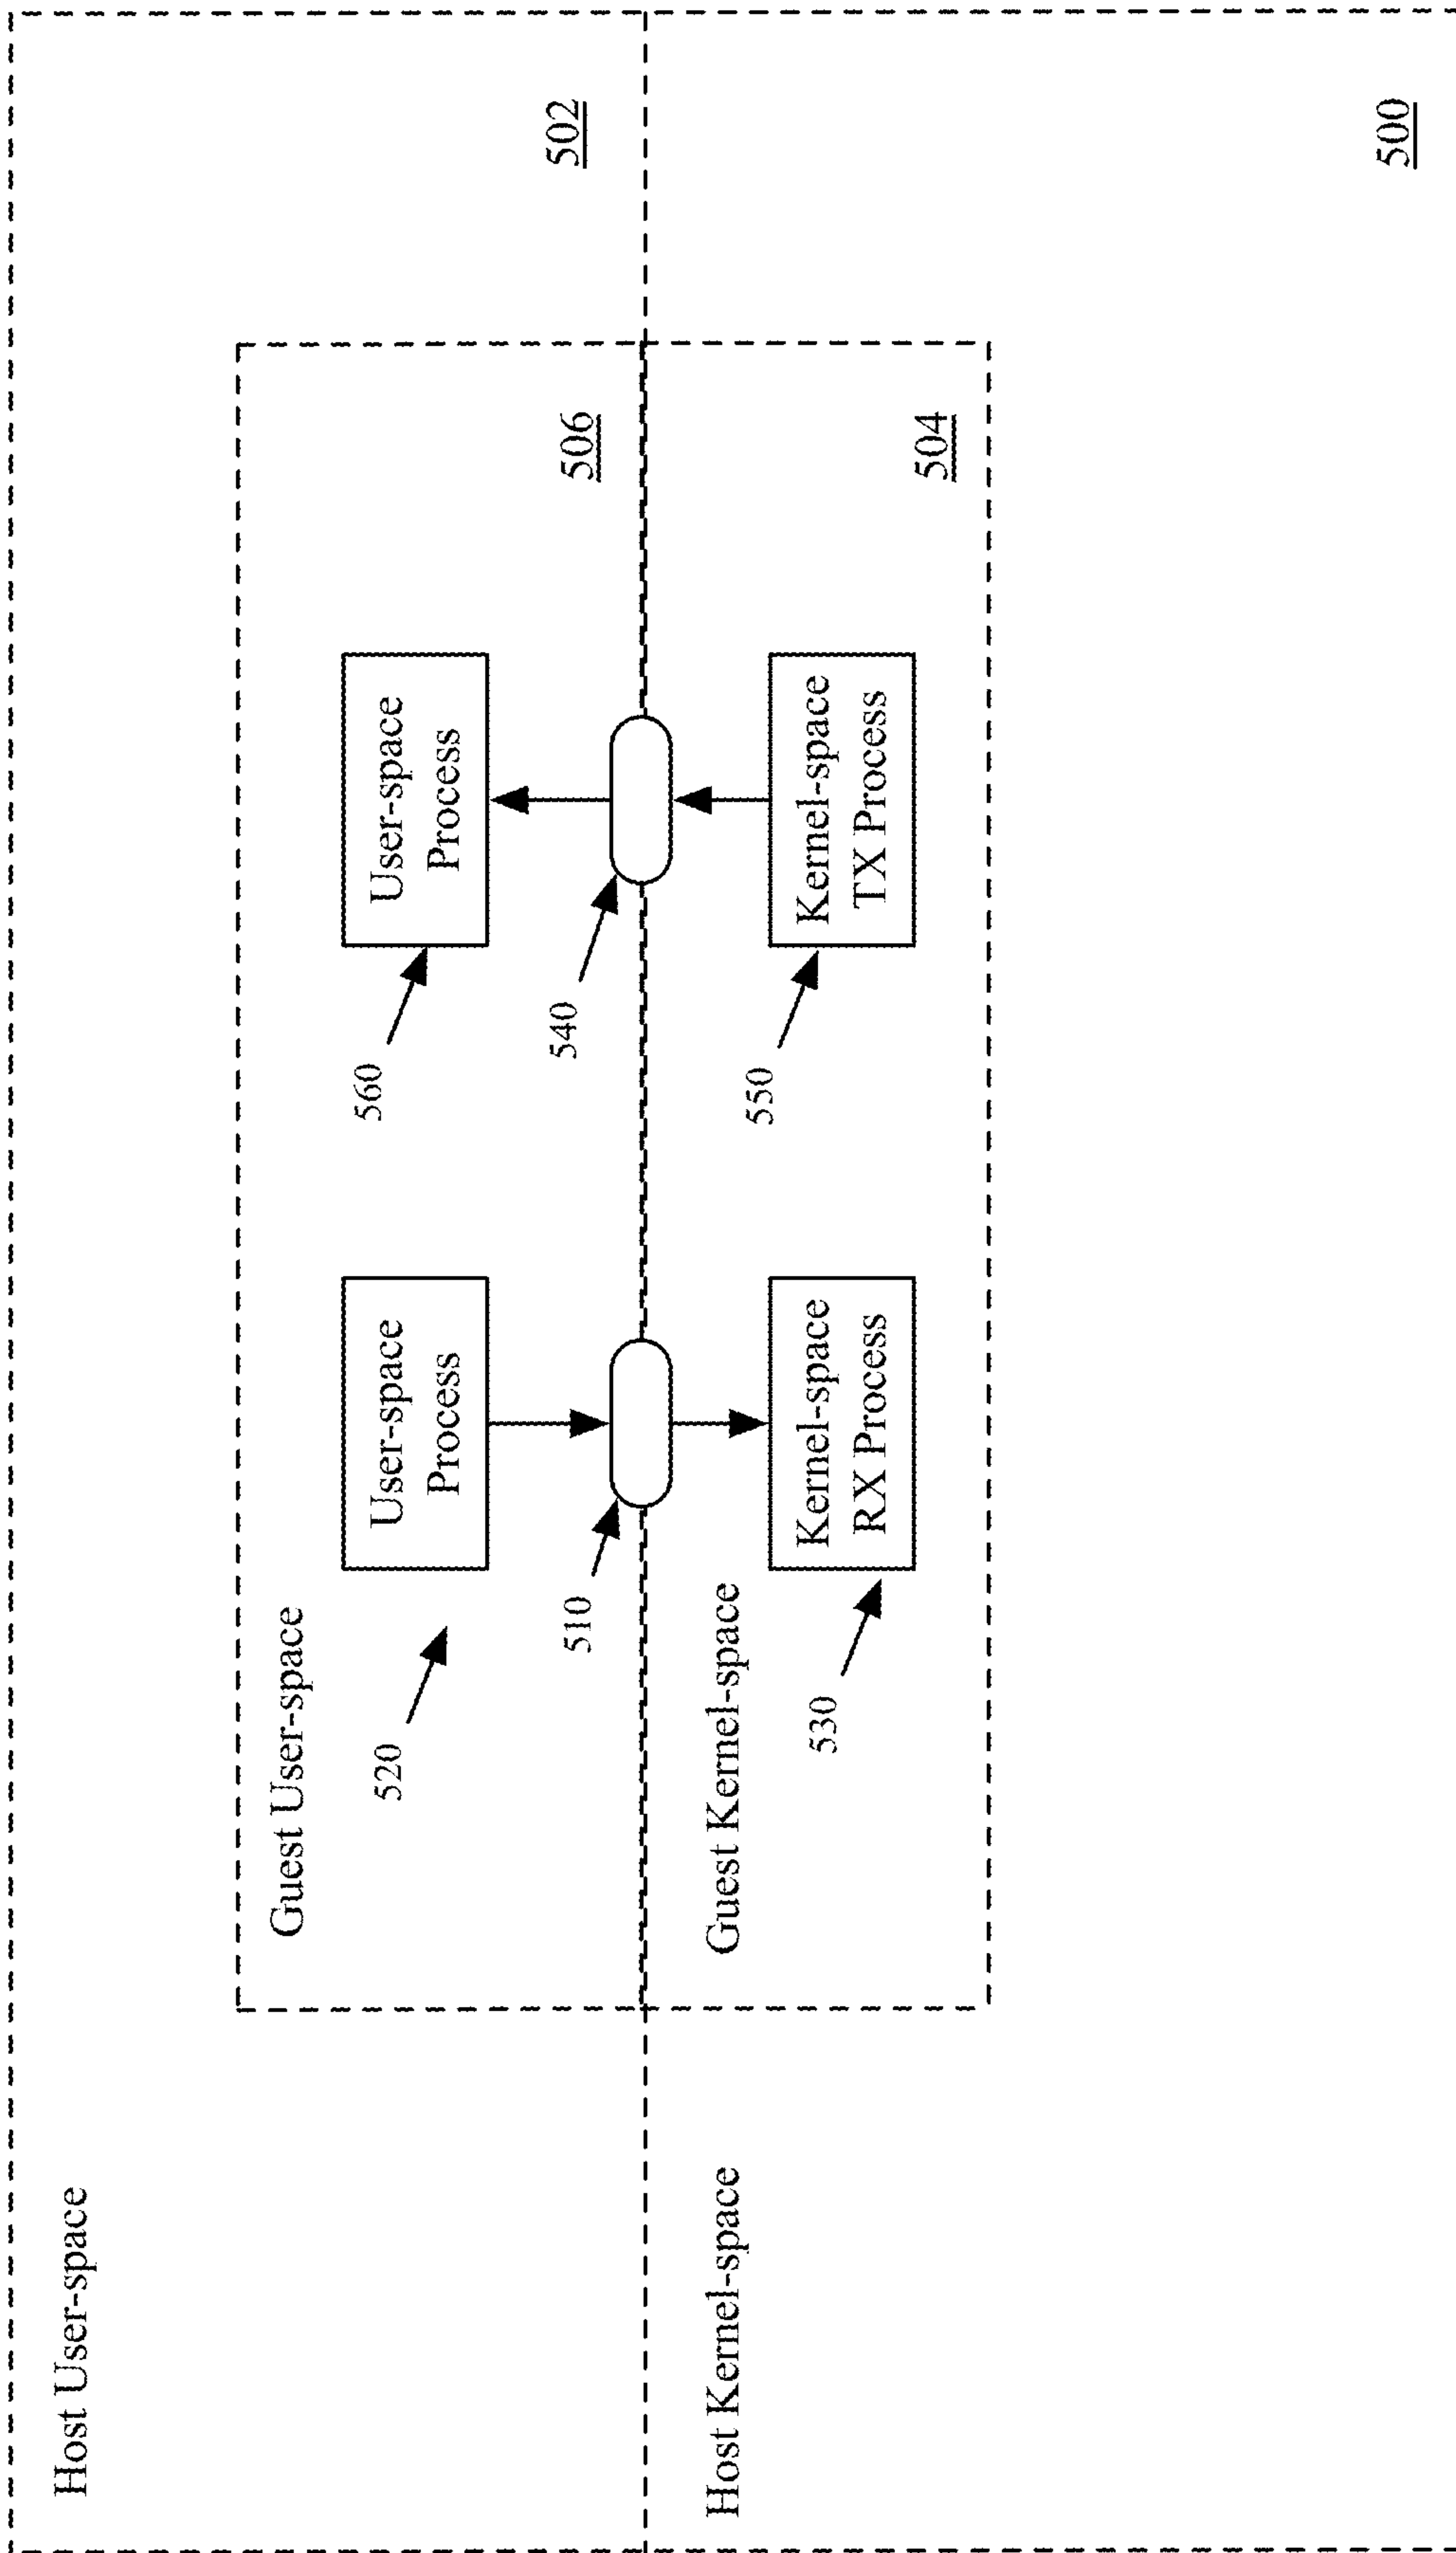 Host User-space
502
Guest User-space
506
520
User-space
Process
560
User-space
Process
510
540
Host Kernel-space
Guest Kernel-space
530
Kernel-space
RX Process
550
Kernel-space
TX Process
504
500